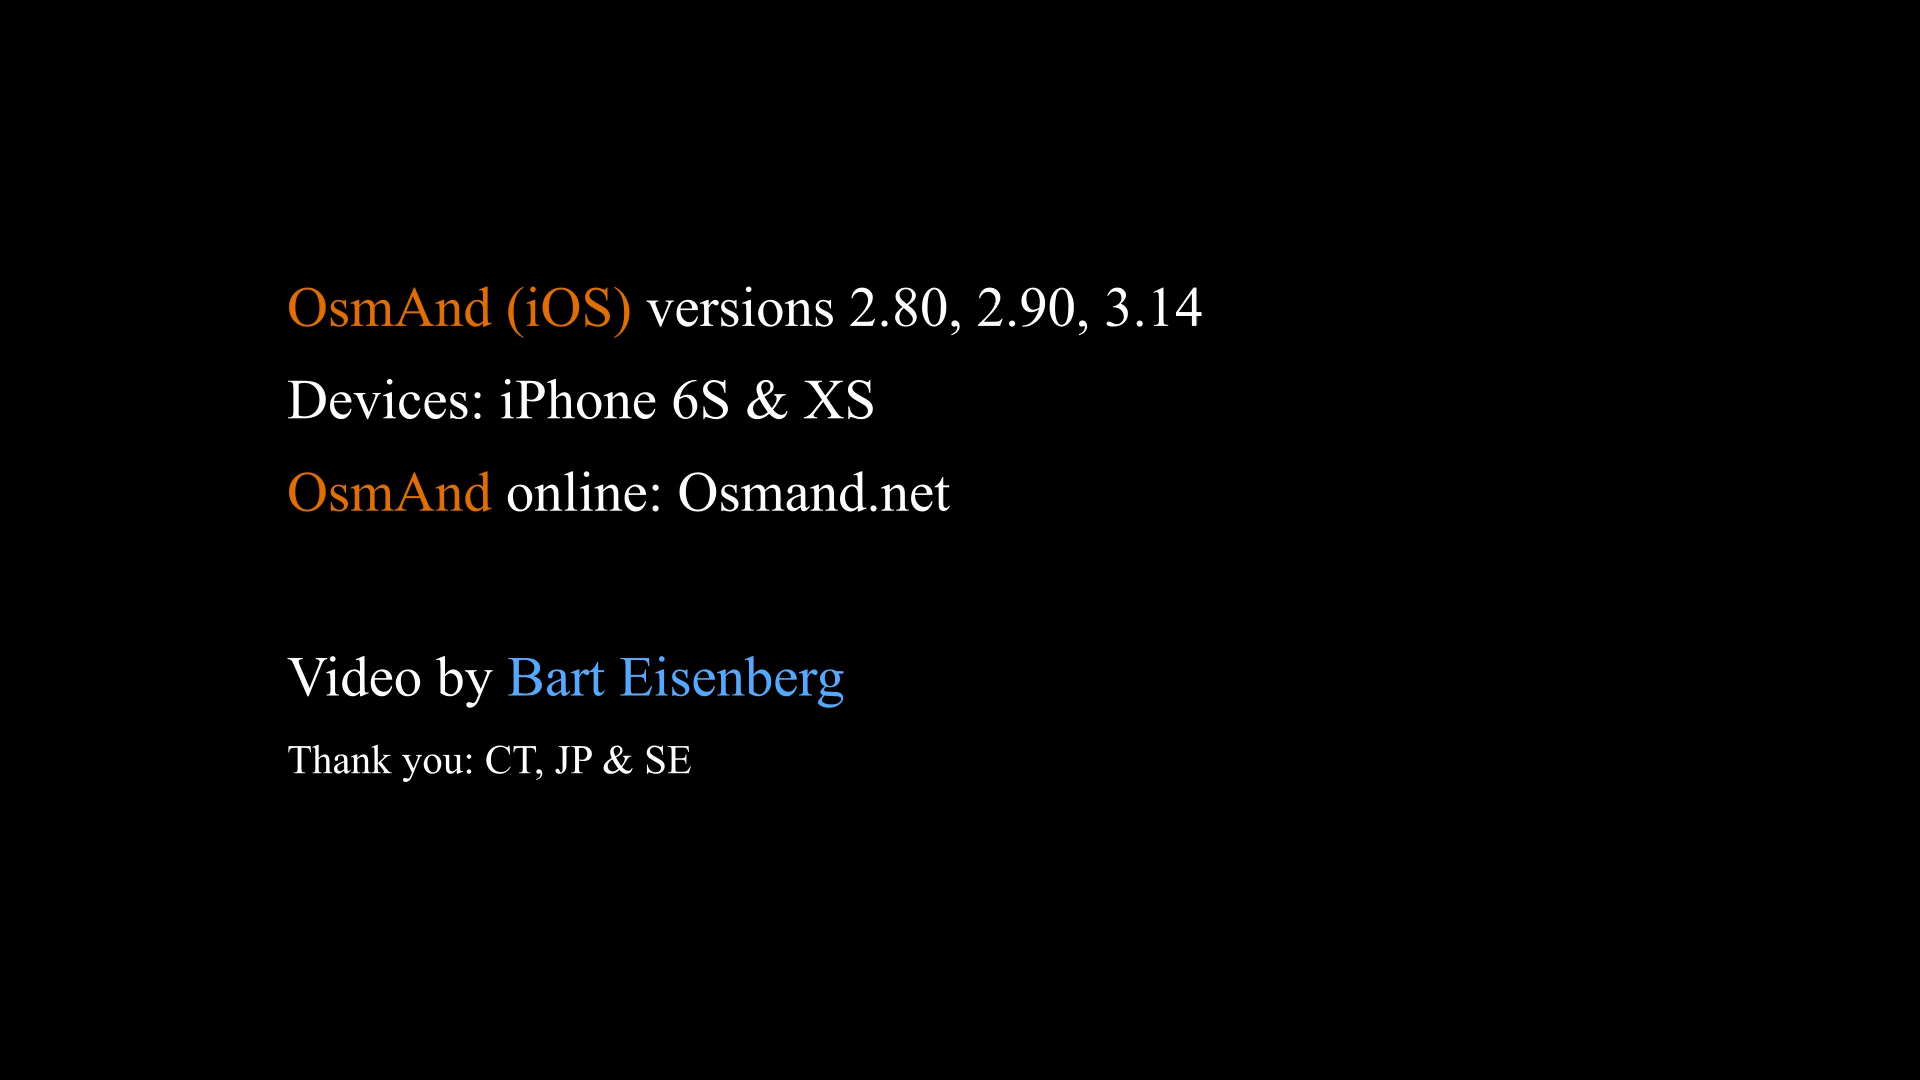 OsmAnd (iOS) versions 2.80, 2.90, 3.14
Devices: iPhone 6S & XS
OsmAnd online: Osmand.net
Video by Bart Eisenberg
Thank you: CT, JP & SE